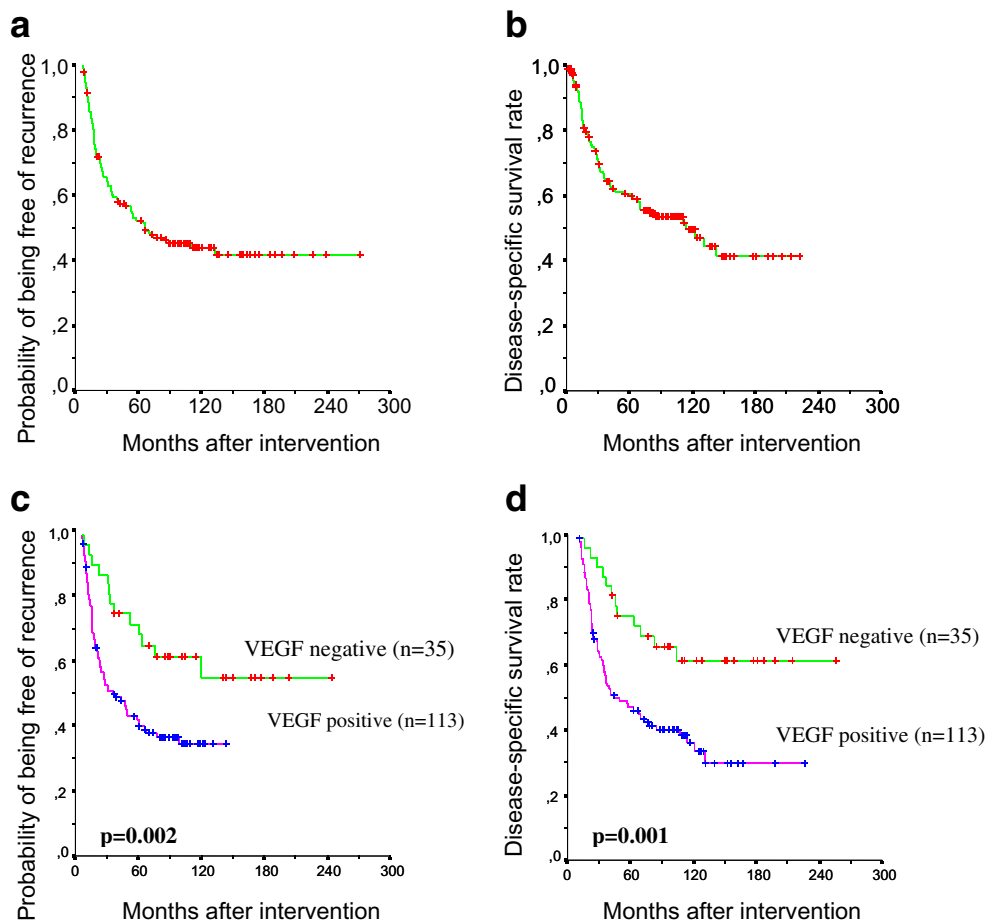 a
Probability of being free of recurrence
1,0
,8
,6
,4
,2
,0
0 60 120 180 240 300
Months after intervention
b
Disease-specific survival rate
1,0
,8
,6
,4
,2
,0
0 60 120 180 240 300
Months after intervention
c
Probability of being free of recurrence
1,0
,8
,6
,4
,2
,0
VEGF negative (n=35)
VEGF positive (n=113)
p=0.002
0 60 120 180 240 300
Months after intervention
d
Disease-specific survival rate
1,0
,8
,6
,4
,2
,0
VEGF negative (n=35)
VEGF positive (n=113)
p=0.001
0 60 120 180 240 300
Months after intervention